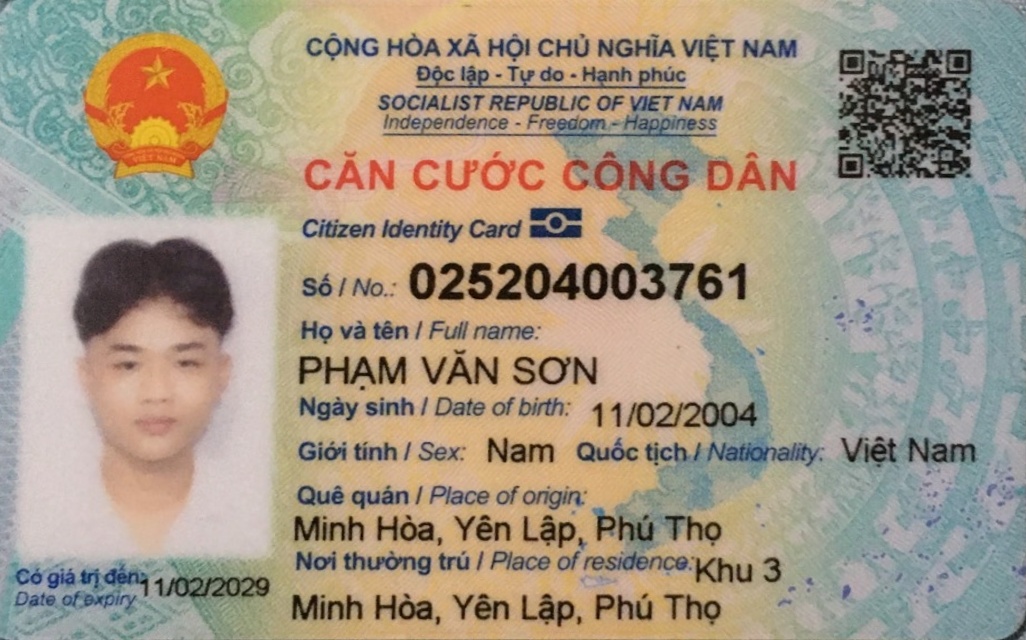 CỘNG HÒA XÃ HỘI CHỦ NGHĨA VIỆT NAM
Độc lập - Tự do - Hạnh phúc
SOCIALIST REPUBLIC OF VIET NAM
Independence - Freedom - Happiness
CĂN CƯỚC CÔNG DÂN
Citizen Identity Card
Số / No.: 025204003761
Họ và tên / Full name:
PHẠM VĂN SƠN
Ngày sinh / Date of birth: 11/02/2004
Giới tính / Sex: Nam Quốc tịch / Nationality: Việt Nam
Quê quán / Place of origin:
Minh Hòa, Yên Lập, Phú Thọ
Nơi thường trú / Place of residence: Khu 3
Minh Hòa, Yên Lập, Phú Thọ
Có giá trị đến: 11/02/2029
Date of expiry
VIỆT NAM